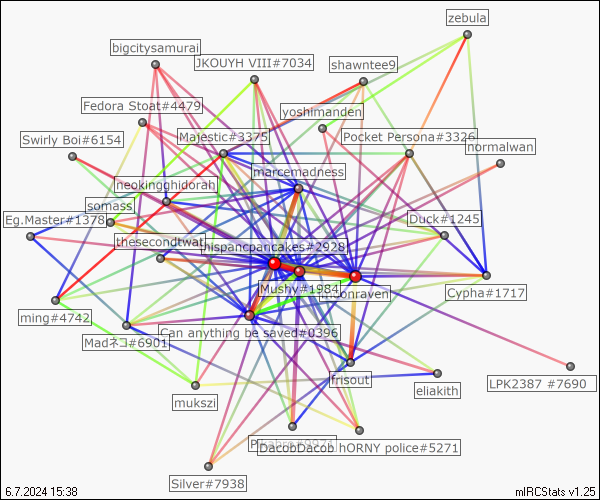 zebula
bigcitysamurai
JKOUYH VIII#7034
shawntee9
Fedora Stoat#4479
yoshimanden
Swirly Boi#6154
Majestic#3375
Pocket Persona#3326
normalwan
marcemadness
neokingghidorah
somass
Eg.Master#1378
Duck#1245
thesecondtwat
hispancpancakes#2928
Mushy#1984
Cypha#1717
ming#4742
Madネコ#6901
Can anything be saved#0396
frisout
eliakith
LPK2387 #7690
mukszi
DacobDacob
hORNY police#5271
Silver#7938
6.7.2024 15:38
mIRCStats v1.25